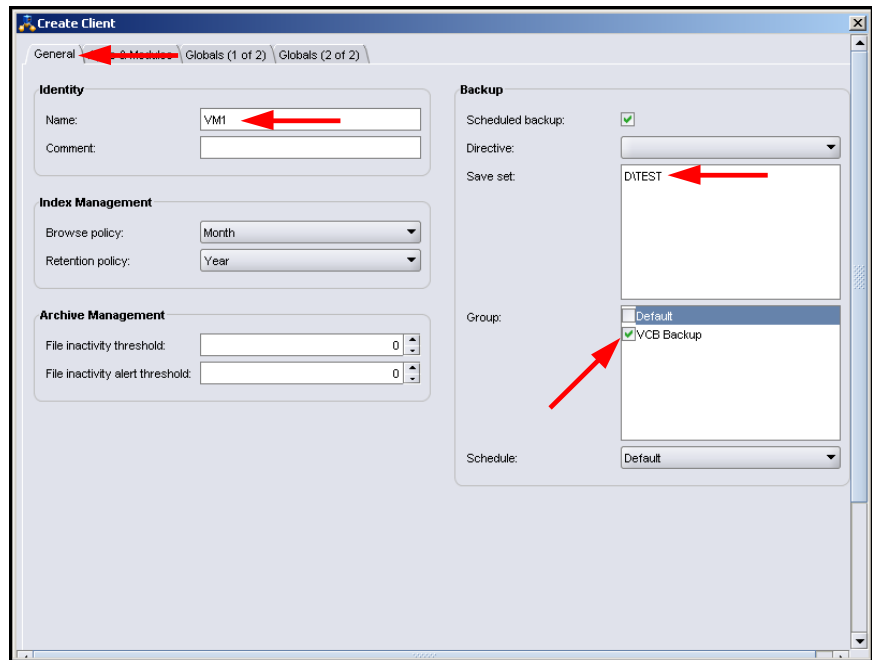 Create Client
General
& Modules
Globals (1 of 2)
Globals (2 of 2)
Identity
Name:
VM1
Comment:
Index Management
Browse policy:
Month
Retention policy:
Year
Archive Management
File inactivity threshold:
0
File inactivity alert threshold:
0
Backup
Scheduled backup:
Directive:
Save set:
D\TEST
Group:
Default
VCB Backup
Schedule:
Default